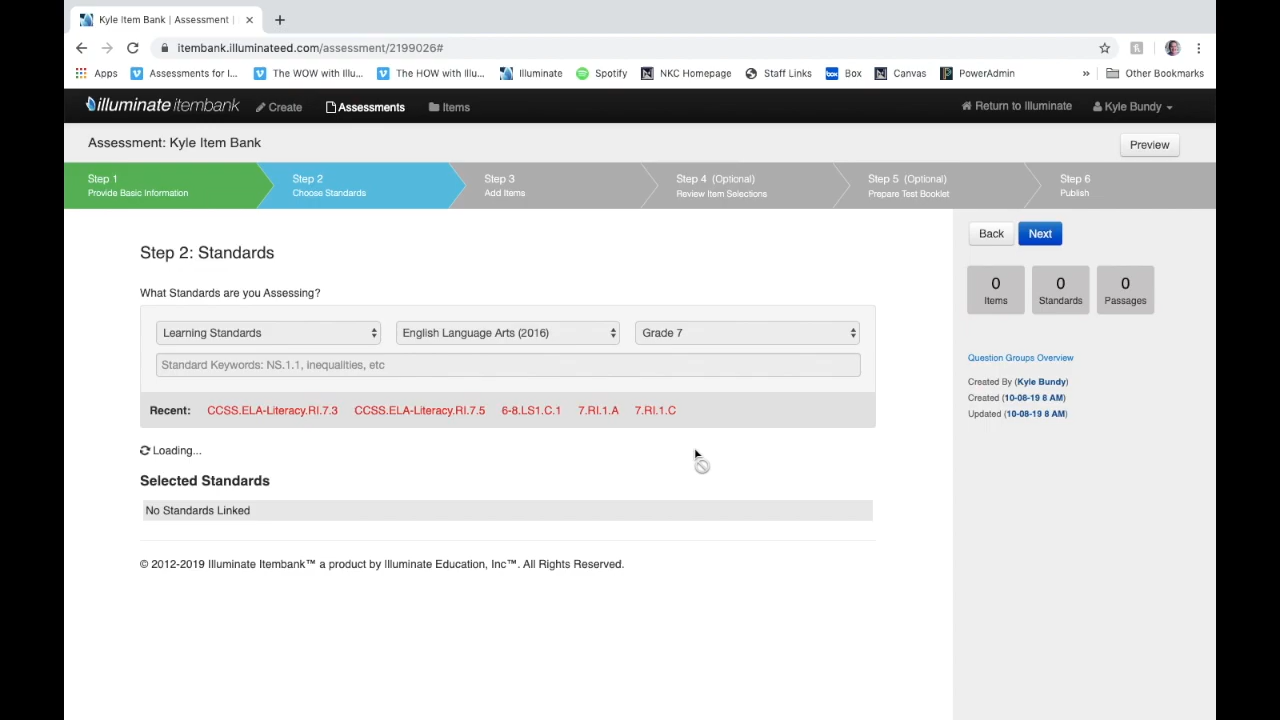 Kyle Item Bank | Assessment
itembank.illuminateed.com/assessment/2199026#
Apps Assessments for I... The WOW with Illu... The HOW with Illu... Illuminate Spotify NKC Homepage Staff Links Box Canvas PowerAdmin » Other Bookmarks
illuminate itembank Create Assessments Items Return to Illuminate Kyle Bundy
Assessment: Kyle Item Bank Preview
Step 1 Step 2 Step 3 Step 4 (Optional) Step 5 (Optional) Step 6
Provide Basic Information Choose Standards Add Items Review Item Selections Prepare Test Booklet Publish
Back Next
Step 2: Standards
0 0 0
Items Standards Passages
What Standards are you Assessing?
Learning Standards English Language Arts (2016) Grade 7
Standard Keywords: NS.1.1, inequalities, etc
Question Groups Overview
Created By (Kyle Bundy)
Created (10-08-19 8 AM)
Updated (10-08-19 8 AM)
Recent: CCSS.ELA-Literacy.RI.7.3 CCSS.ELA-Literacy.RI.7.5 6-8.LS1.C.1 7.RI.1.A 7.RI.1.C
Loading...
Selected Standards
No Standards Linked
© 2012-2019 Illuminate Itembank™ a product by Illuminate Education, Inc™. All Rights Reserved.